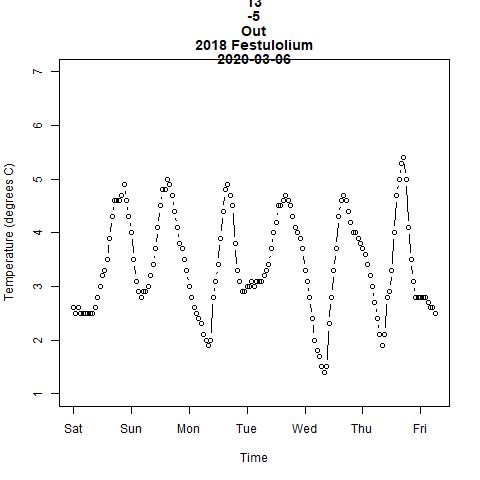 13
-5
Out
2018 Festulolium
2020-03-06
Temperature (degrees C)
7
6
5
4
3
2
1
Sat Sun Mon Tue Wed Thu Fri
Time